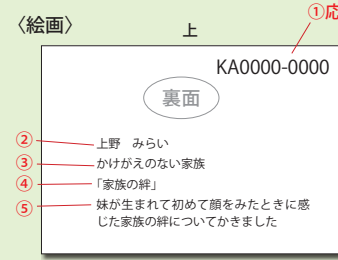 〈絵画〉
上
①応
KA0000-0000
裏面
② 上野　みらい
③ かけがえのない家族
④ 「家族の絆」
⑤ 妹が生まれて初めて顔をみたときに感
じた家族の絆についてかきました